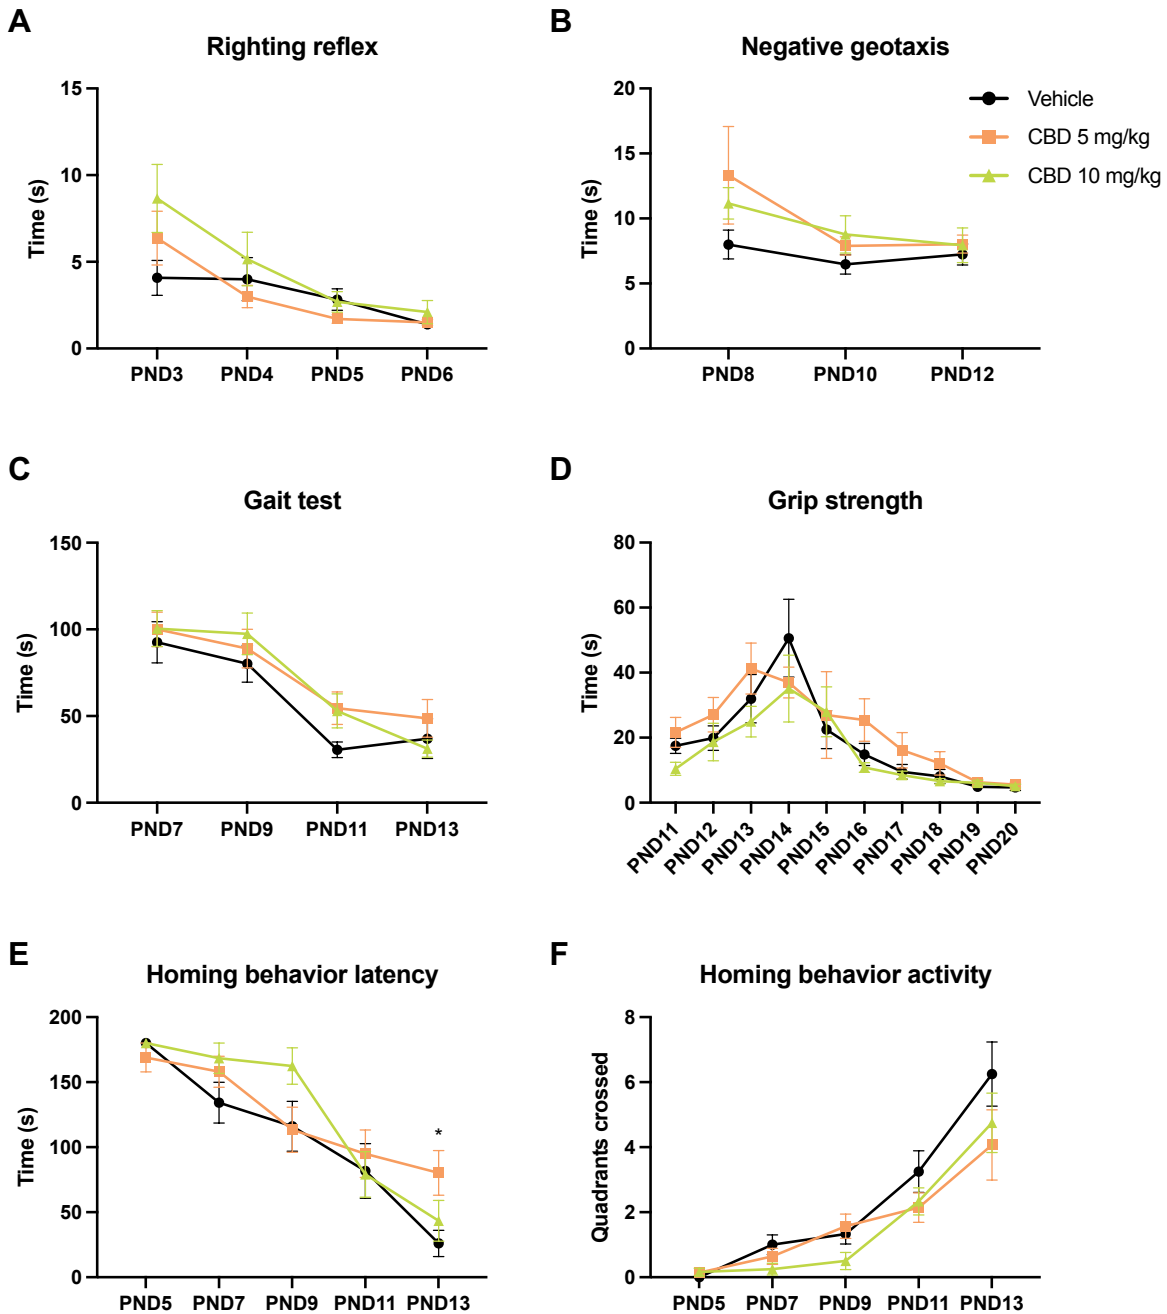 A
Righting reflex
Time (s)
15
10
5
0
PND3 PND4 PND5 PND6
B
Negative geotaxis
Time (s)
20
15
10
5
0
PND8 PND10 PND12
Vehicle
CBD 5 mg/kg
CBD 10 mg/kg
C
Gait test
Time (s)
150
100
50
0
PND7 PND9 PND11 PND13
D
Grip strength
Time (s)
80
60
40
20
0
PND11 PND12 PND13 PND14 PND15 PND16 PND17 PND18 PND19 PND20
E
Homing behavior latency
Time (s)
200
150
100
50
0
*
PND5 PND7 PND9 PND11 PND13
F
Homing behavior activity
Quadrants crossed
8
6
4
2
0
PND5 PND7 PND9 PND11 PND13